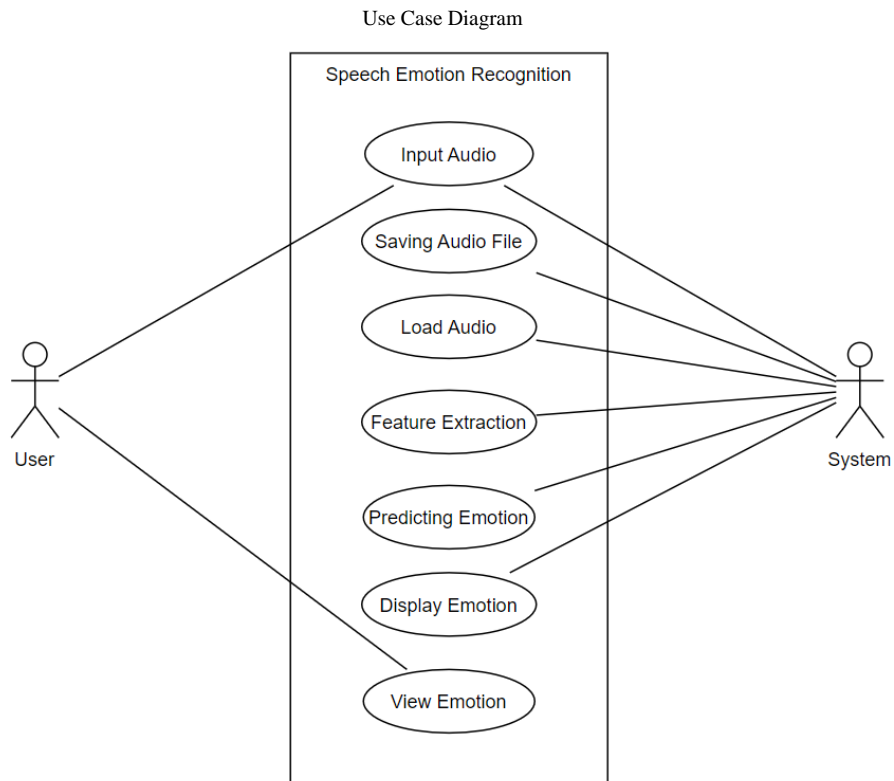 Use Case Diagram
Speech Emotion Recognition
Input Audio
Saving Audio File
Load Audio
Feature Extraction
User
System
Predicting Emotion
Display Emotion
View Emotion